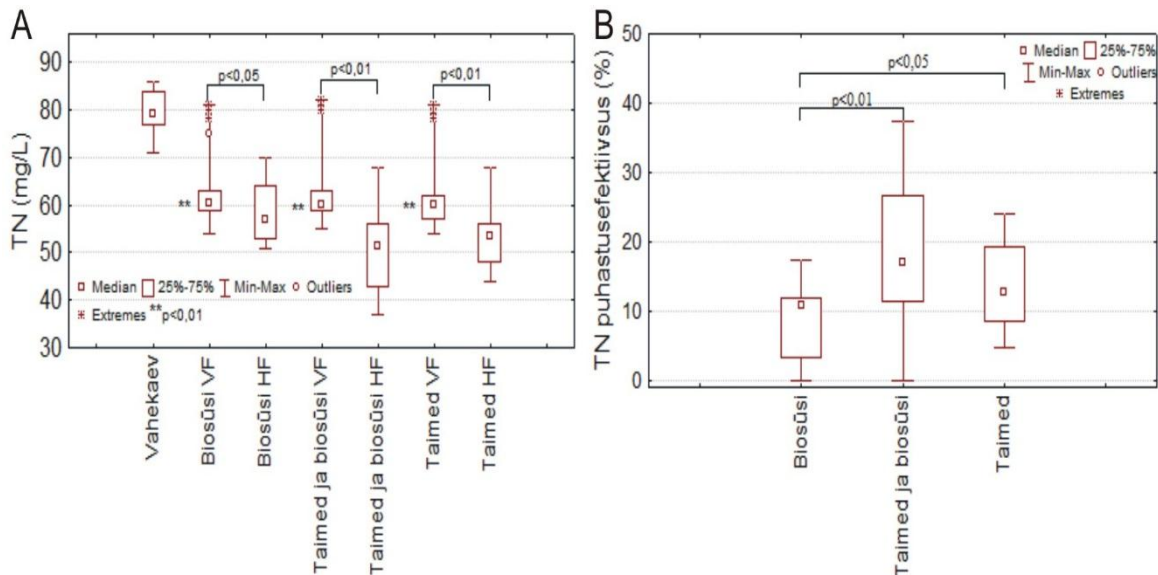 A
TN (mg/L)
90
80
70
60
50
40
30
p<0,05
p<0,01
p<0,01
**
**
**
Median 25%-75% Min-Max Outliers
Extremes **p<0,01
Vahekaev
Biosüsi VF
Biosüsi HF
Taimed ja biosüsi VF
Taimed ja biosüsi HF
Taimed VF
Taimed HF
B
TN puhastusefektiivsus (%)
50
40
30
20
10
0
Median 25%-75%
Min-Max Outliers
Extremes
p<0,05
p<0,01
Biosüsi
Taimed ja biosüsi
Taimed